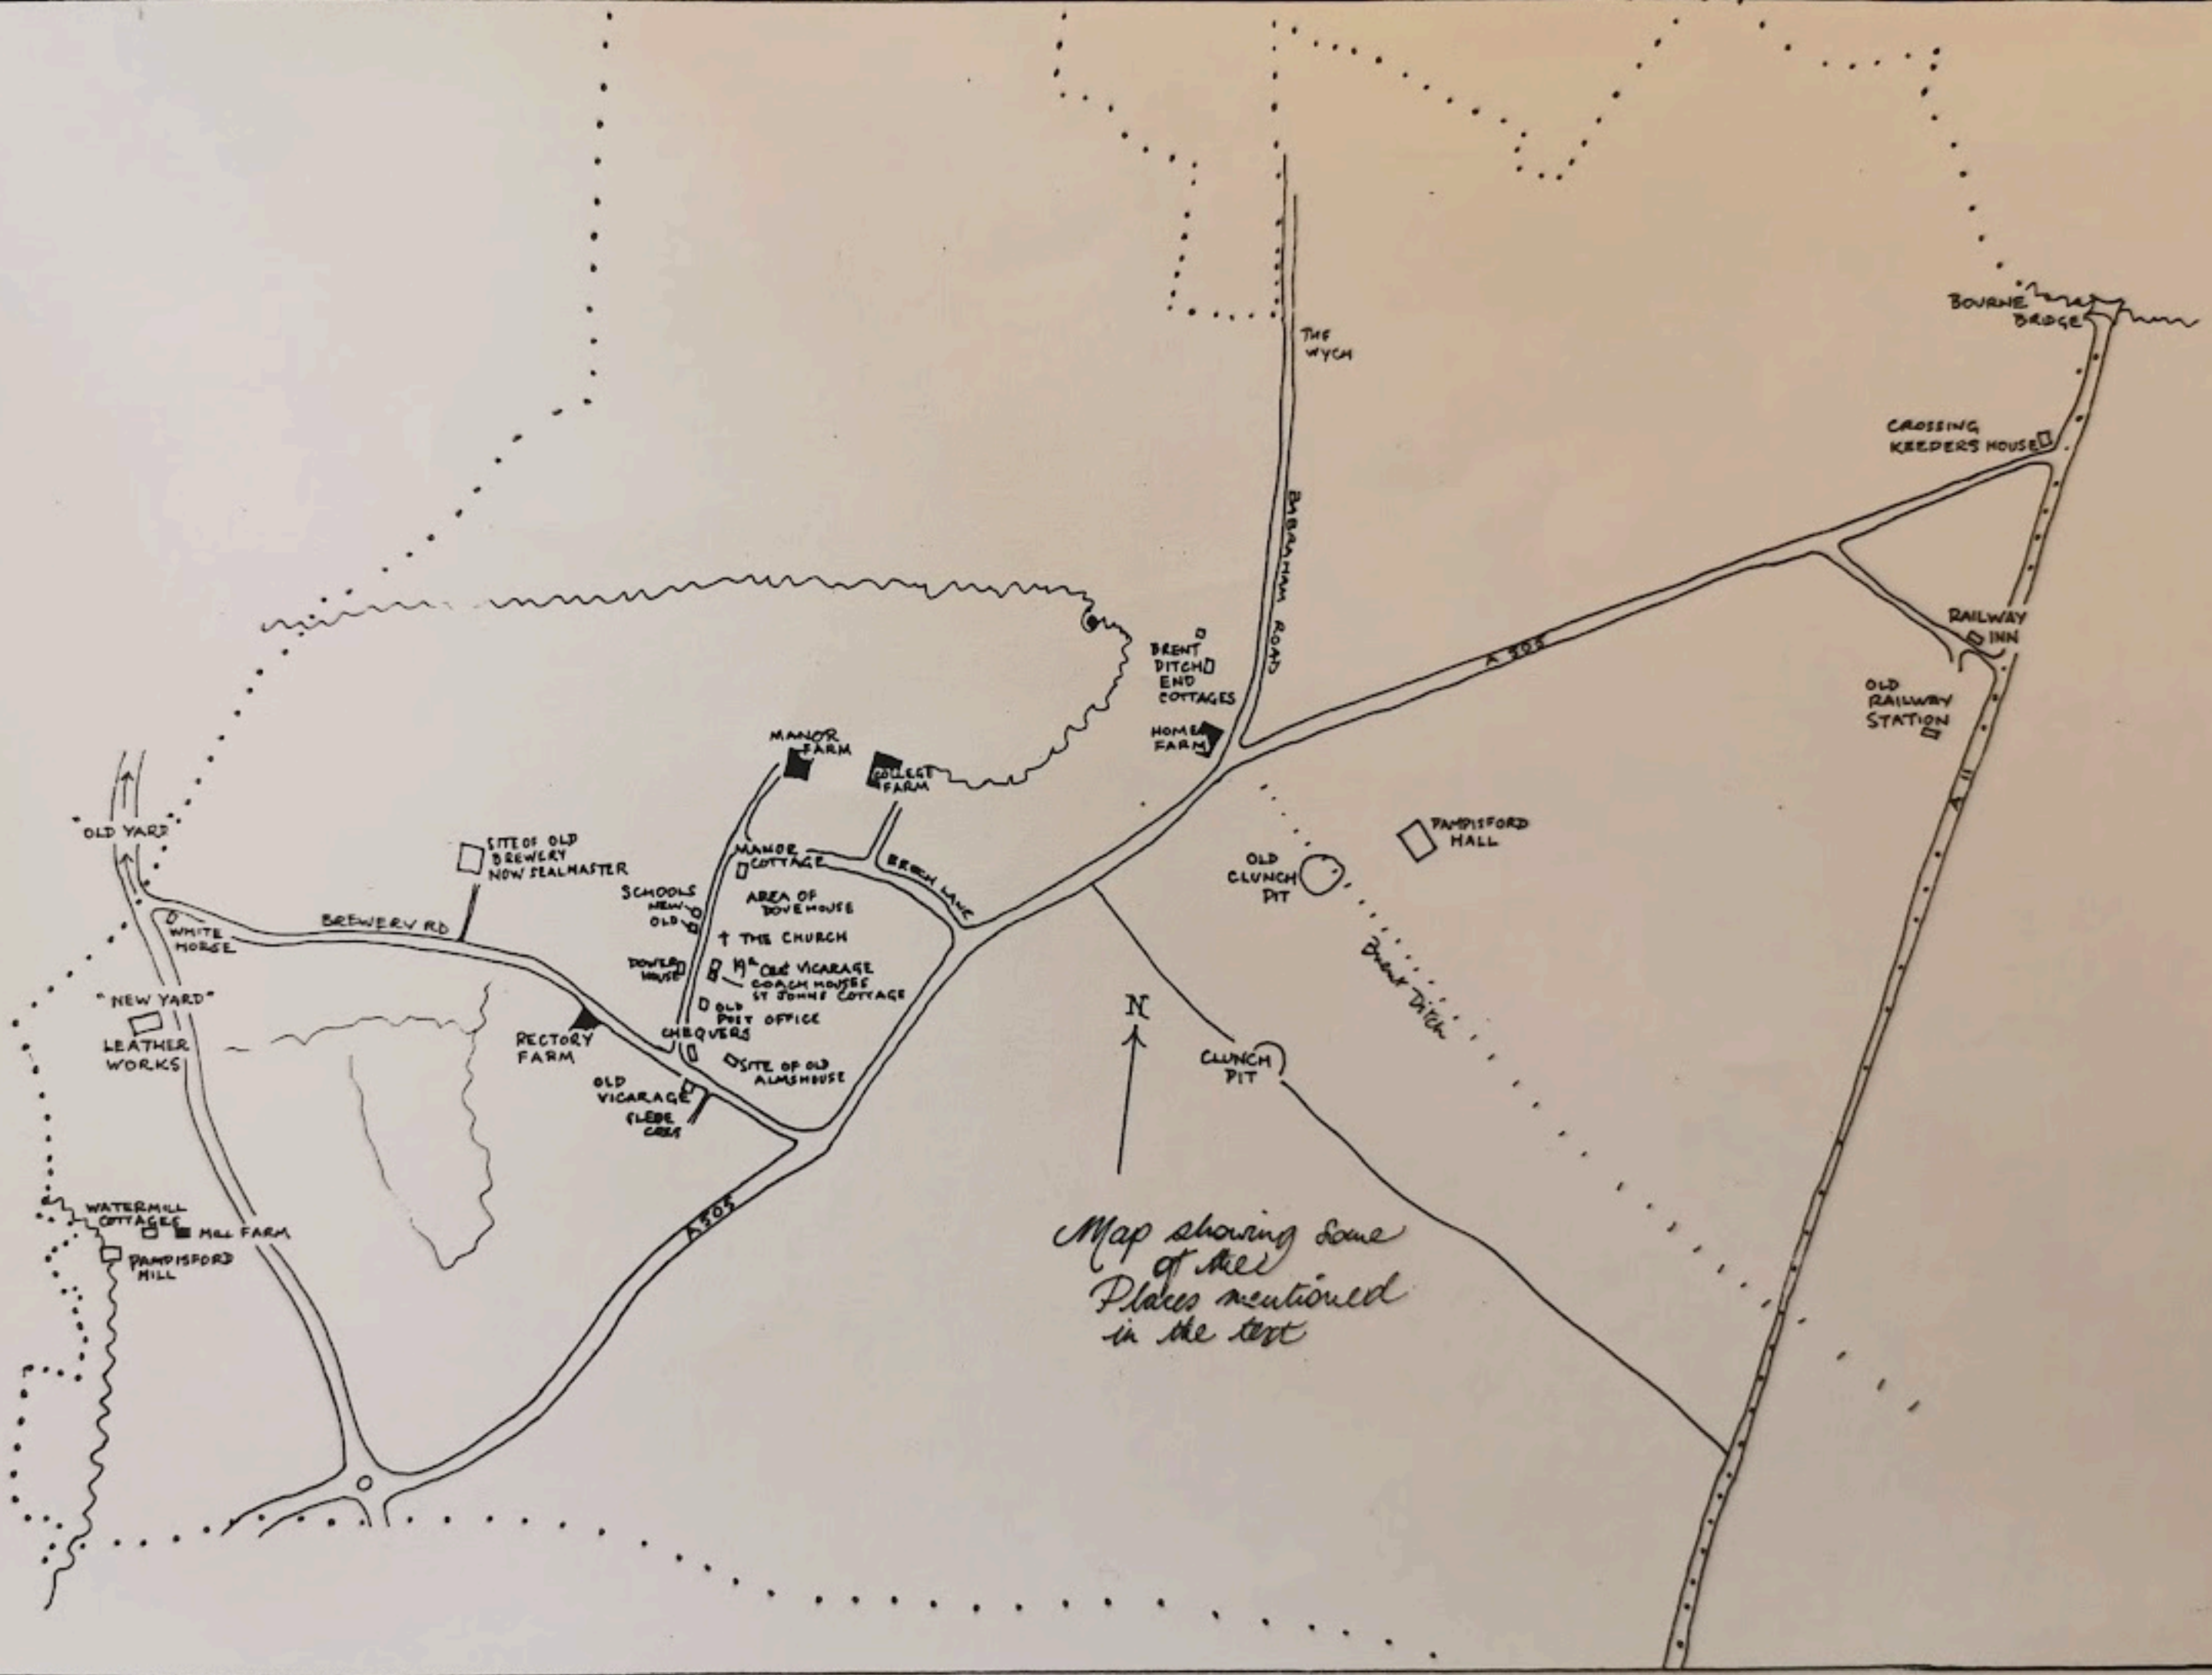 BOURNE
BRIDGE
THE
WYCH
CROSSING
KEEPERS HOUSE
BABRAHAM ROAD
RAILWAY
INN
A 505
BRENT
DITCH
END
COTTAGES
OLD
RAILWAY
STATION
HOME
FARM
MANOR
FARM
COLLEGE
FARM
A 11
OLD YARD
SITE OF OLD
BREWERY
NOW SEALMASTER
MANOR
COTTAGE
BEECH LANE
PAMPISFORD
HALL
OLD
CLUNCH
PIT
SCHOOLS
NEW
OLD
AREA OF
DOVEHOUSE
BREWERY RD
WHITE
HORSE
THE CHURCH
DOWER
HOUSE
VICARAGE
COACH HOUSES
ST JOHNS COTTAGE
Brent Ditch
"NEW YARD"
LEATHER
WORKS
OLD
POST OFFICE
CHEQUERS
RECTORY
FARM
SITE OF OLD
ALMSHOUSE
OLD
VICARAGE
GLEBE
CRES
N
CLUNCH
PIT
WATERMILL
COTTAGES
MILL FARM
PAMPISFORD
MILL
A505
Map showing some
of the
Places mentioned
in the text